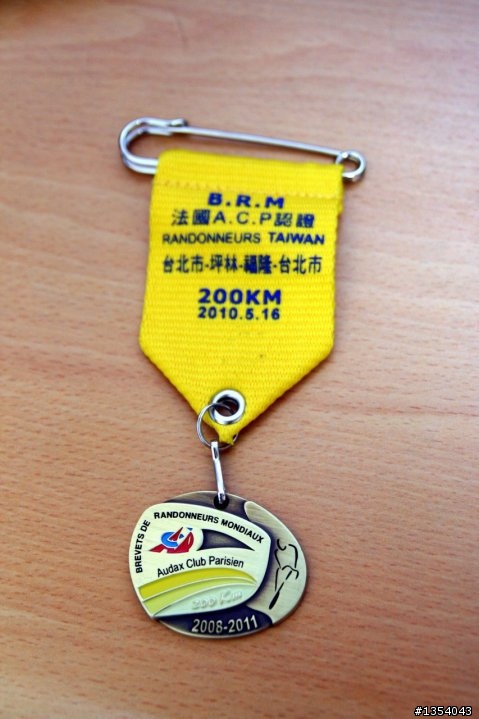 B.R.M
法國A.C.P認證
RANDONNEURS TAIWAN
台北市-坪林-福隆-台北市
200KM
2010.5.16
BREVETS DE RANDONNEURS MONDIAUX
Audax Club Parisien
200 Km
2008-2011
#1354043